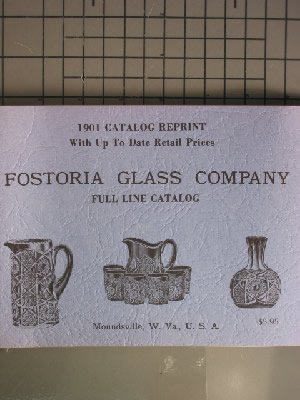 1901 CATALOG REPRINT
With Up To Date Retail Prices
FOSTORIA GLASS COMPANY
FULL LINE CATALOG
Moundsville, W. Va., U. S. A.
$5.95